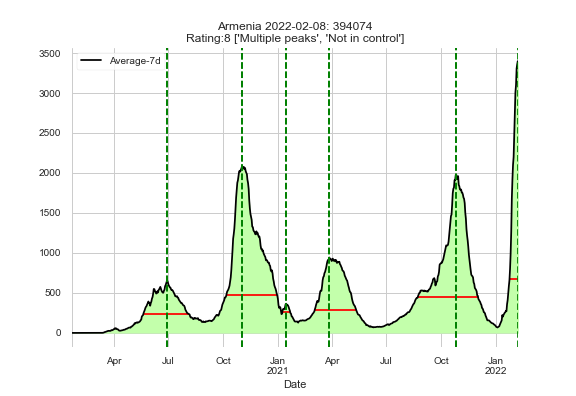 Armenia 2022-02-08: 394074
Rating:8 ['Multiple peaks', 'Not in control']
Average-7d
3500
3000
2500
2000
1500
1000
500
0
Apr Jul Oct Jan Apr Jul Oct Jan
2021 2022
Date